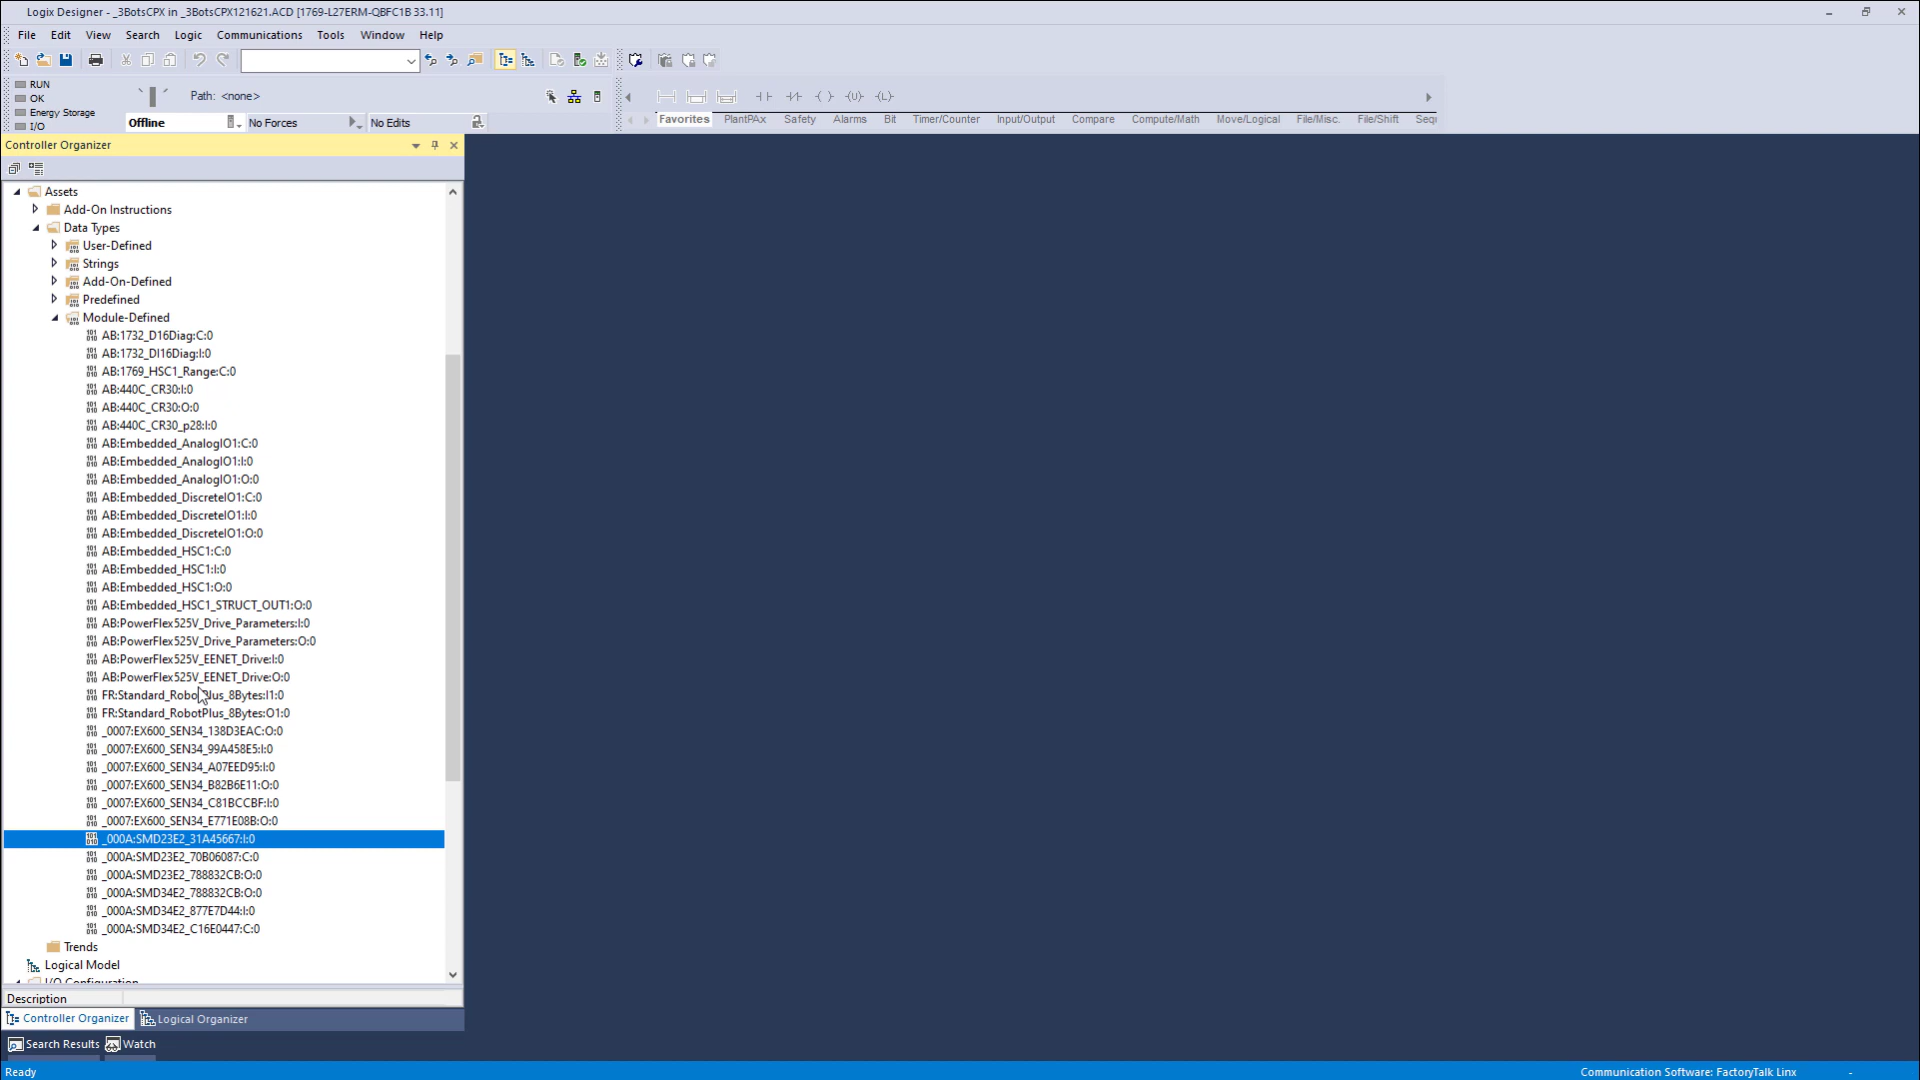 Logix Designer - _3BotsCPX in _3BotsCPX121621.ACD [1769-L27ERM-QBFC1B 33.11]
File Edit View Search Logic Communications Tools Window Help
RUN
OK
Energy Storage
I/O
Path: <none>
Offline
No Forces
No Edits
Favorites PlantPAx Safety Alarms Bit Timer/Counter Input/Output Compare Compute/Math Move/Logical File/Misc. File/Shift Sequ
Controller Organizer
Assets
Add-On Instructions
Data Types
User-Defined
Strings
Add-On-Defined
Predefined
Module-Defined
AB:1732_D16Diag:C:0
AB:1732_DI16Diag:I:0
AB:1769_HSC1_Range:C:0
AB:440C_CR30:I:0
AB:440C_CR30:O:0
AB:440C_CR30_p28:I:0
AB:Embedded_AnalogIO1:C:0
AB:Embedded_AnalogIO1:I:0
AB:Embedded_AnalogIO1:O:0
AB:Embedded_DiscreteIO1:C:0
AB:Embedded_DiscreteIO1:I:0
AB:Embedded_DiscreteIO1:O:0
AB:Embedded_HSC1:C:0
AB:Embedded_HSC1:I:0
AB:Embedded_HSC1:O:0
AB:Embedded_HSC1_STRUCT_OUT1:O:0
AB:PowerFlex525V_Drive_Parameters:I:0
AB:PowerFlex525V_Drive_Parameters:O:0
AB:PowerFlex525V_EENET_Drive:I:0
AB:PowerFlex525V_EENET_Drive:O:0
FR:Standard_RobotPlus_8Bytes:I1:0
FR:Standard_RobotPlus_8Bytes:O1:0
_0007:EX600_SEN34_138D3EAC:O:0
_0007:EX600_SEN34_99A458E5:I:0
_0007:EX600_SEN34_A07EED95:I:0
_0007:EX600_SEN34_B82B6E11:O:0
_0007:EX600_SEN34_C81BCCBF:I:0
_0007:EX600_SEN34_E771E08B:O:0
_000A:SMD23E2_31A45667:I:0
_000A:SMD23E2_70B06087:C:0
_000A:SMD23E2_788832CB:O:0
_000A:SMD34E2_788832CB:O:0
_000A:SMD34E2_877E7D44:I:0
_000A:SMD34E2_C16E0447:C:0
Trends
Logical Model
I/O Configuration
Description
Controller Organizer
Logical Organizer
Search Results
Watch
Ready
Communication Software: FactoryTalk Linx